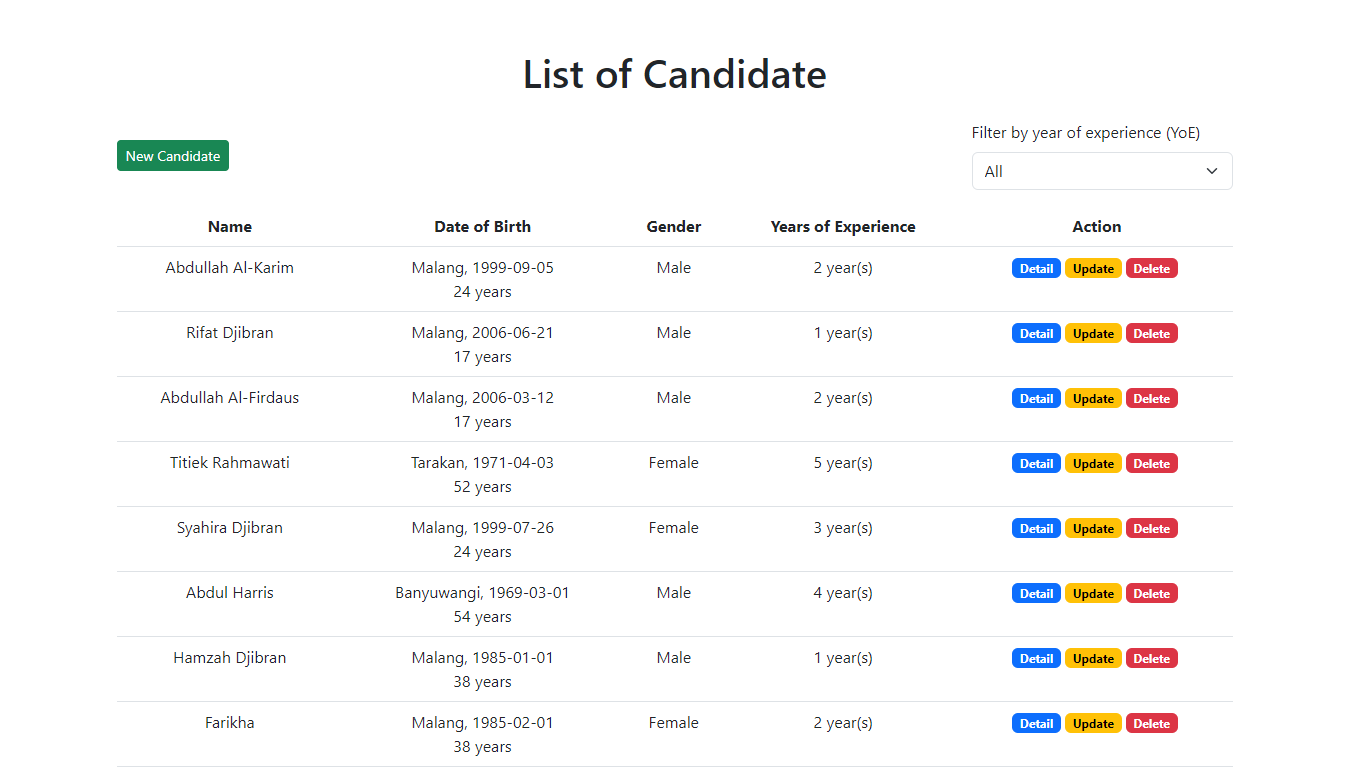 List of Candidate
New Candidate
Filter by year of experience (YoE)
All
Name Date of Birth Gender Years of Experience Action
Abdullah Al-Karim Malang, 1999-09-05 Male 2 year(s) Detail Update Delete
24 years
Rifat Djibran Malang, 2006-06-21 Male 1 year(s) Detail Update Delete
17 years
Abdullah Al-Firdaus Malang, 2006-03-12 Male 2 year(s) Detail Update Delete
17 years
Titiek Rahmawati Tarakan, 1971-04-03 Female 5 year(s) Detail Update Delete
52 years
Syahira Djibran Malang, 1999-07-26 Female 3 year(s) Detail Update Delete
24 years
Abdul Harris Banyuwangi, 1969-03-01 Male 4 year(s) Detail Update Delete
54 years
Hamzah Djibran Malang, 1985-01-01 Male 1 year(s) Detail Update Delete
38 years
Farikha Malang, 1985-02-01 Female 2 year(s) Detail Update Delete
38 years